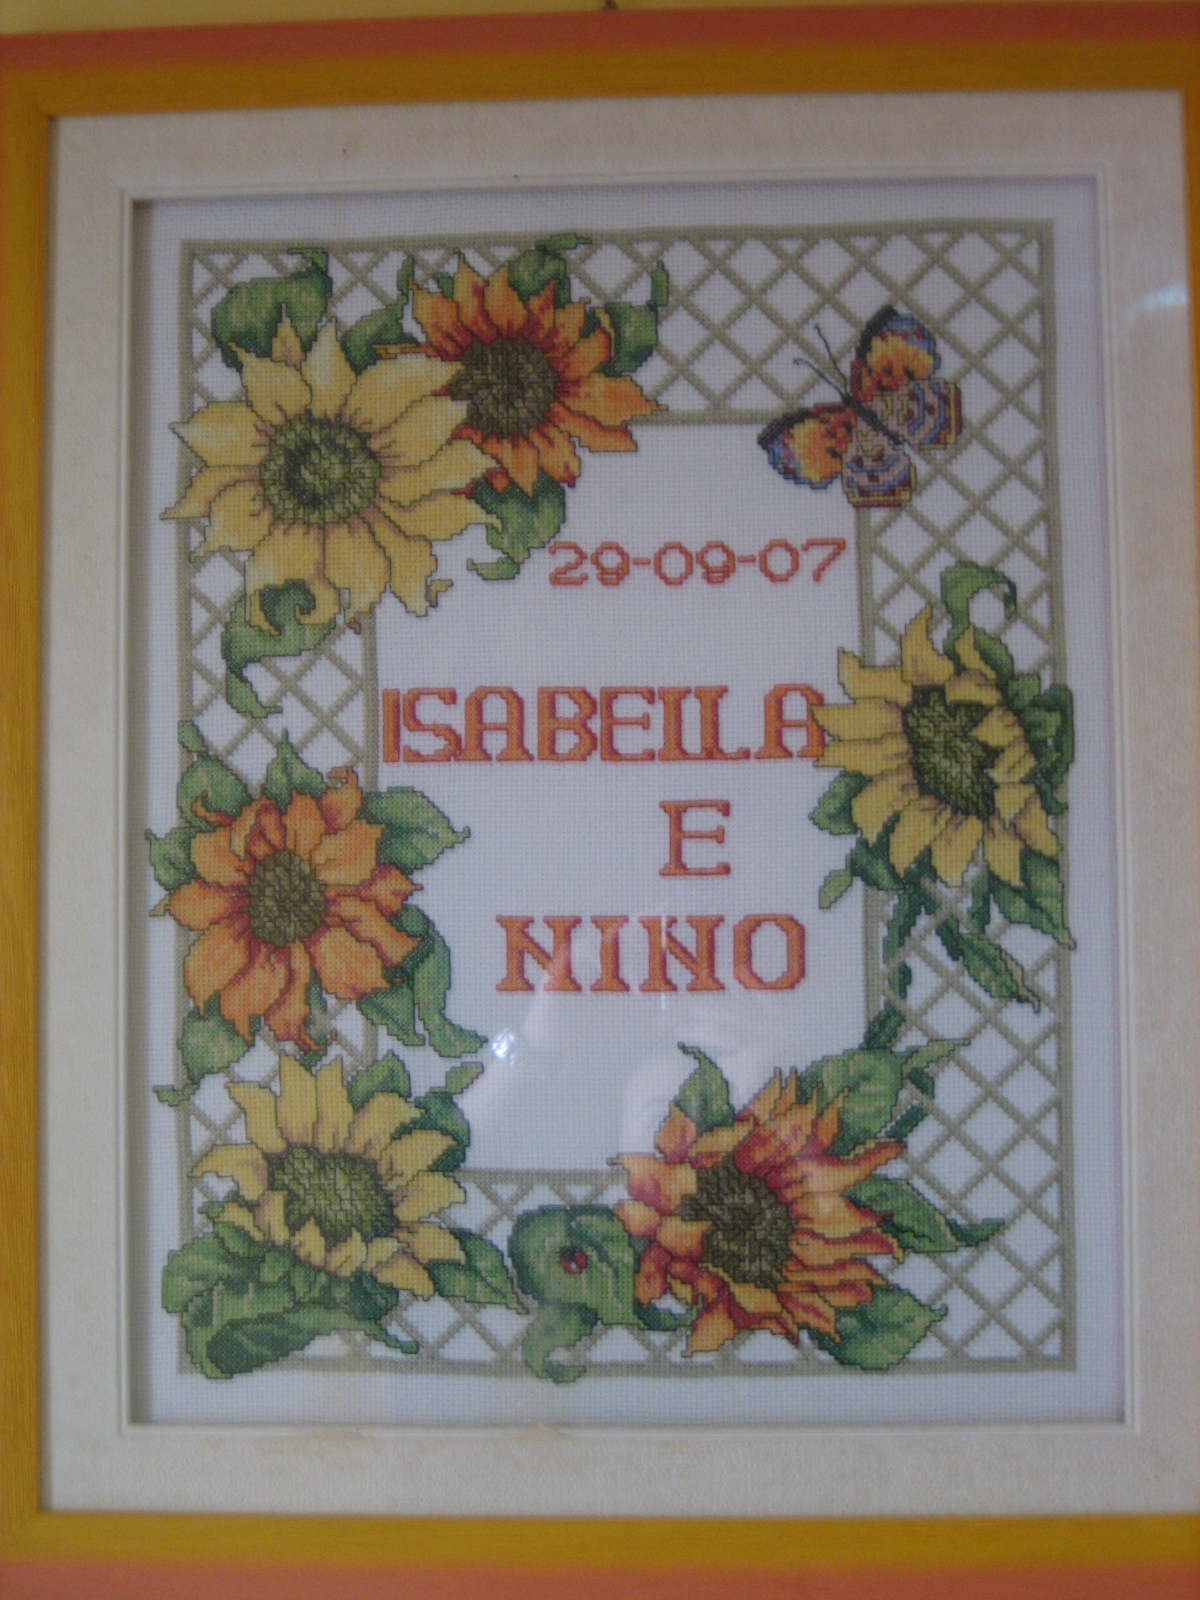 29-09-07
ISABELLA
E
NINO